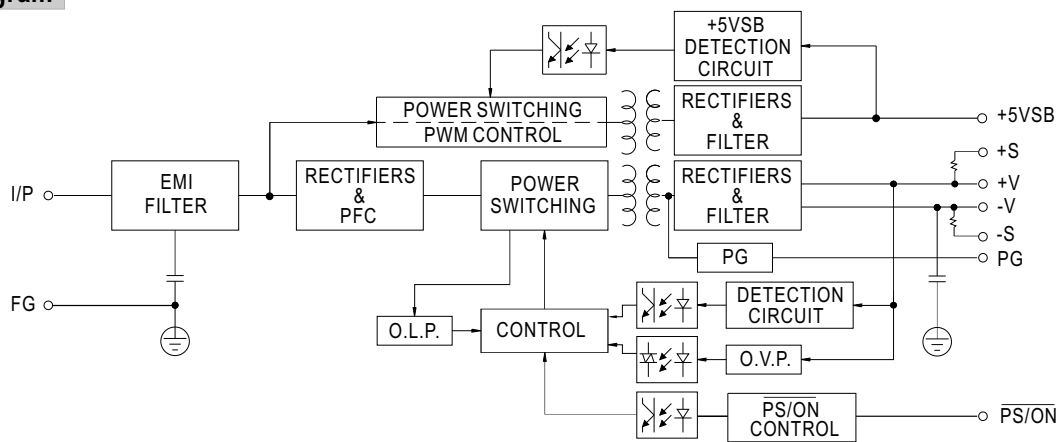 +5VSB
DETECTION
CIRCUIT
POWER SWITCHING
PWM CONTROL
RECTIFIERS
&
FILTER
+5VSB
+S
I/P
EMI
FILTER
RECTIFIERS
&
PFC
POWER
SWITCHING
RECTIFIERS
&
FILTER
+V
-V
-S
PG
PG
FG
O.L.P.
CONTROL
DETECTION
CIRCUIT
O.V.P.
PS/ON
CONTROL
PS/ON